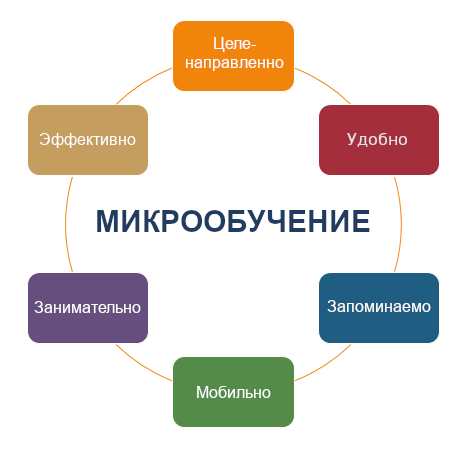 Целе-
направленно
Эффективно
Удобно
МИКРООБУЧЕНИЕ
Занимательно
Запоминаемо
Мобильно